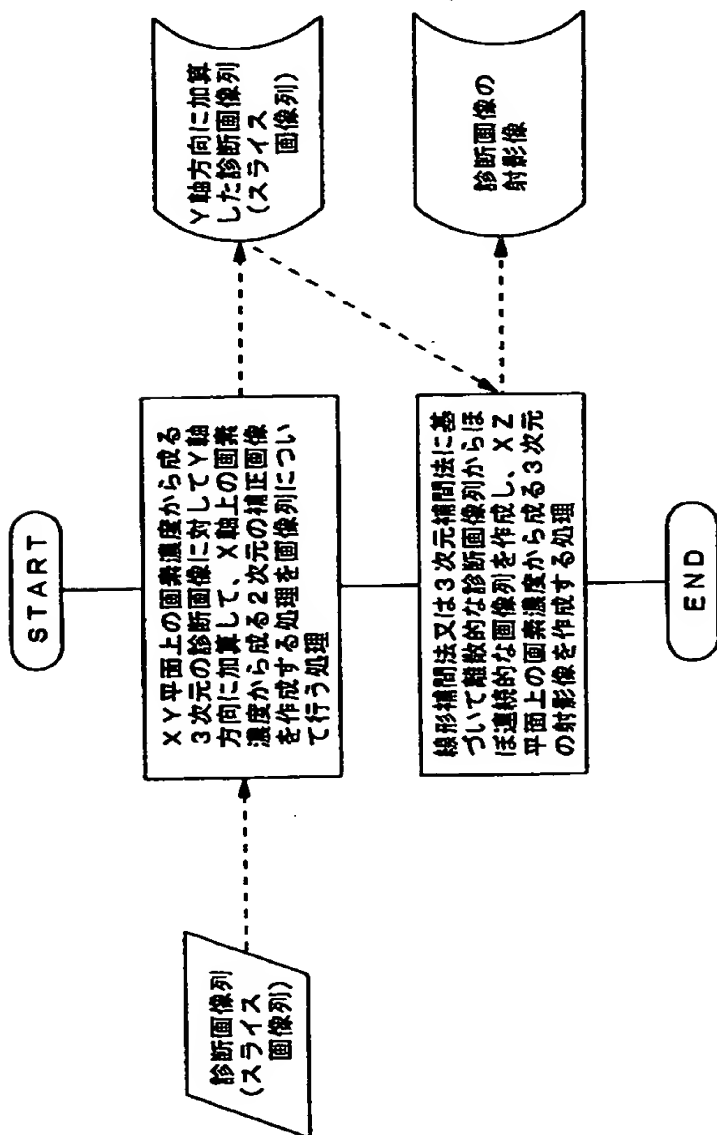 START
診断画像列
(スライス
画像列)
XY平面上の画素濃度から成る
3次元の診断画像に対してY軸
方向に加算して、X軸上の画素
濃度から成る2次元の補正画像
を作成する処理を画像列につい
て行う処理
Y軸方向に加算
した診断画像列
(スライス
画像列)
線形補間法又は3次元補間法に基
づいて離散的な診断画像列からほ
ぼ連続的な画像列を作成し、XZ
平面上の画素濃度から成る3次元
の射影像を作成する処理
診断画像の
射影像
END